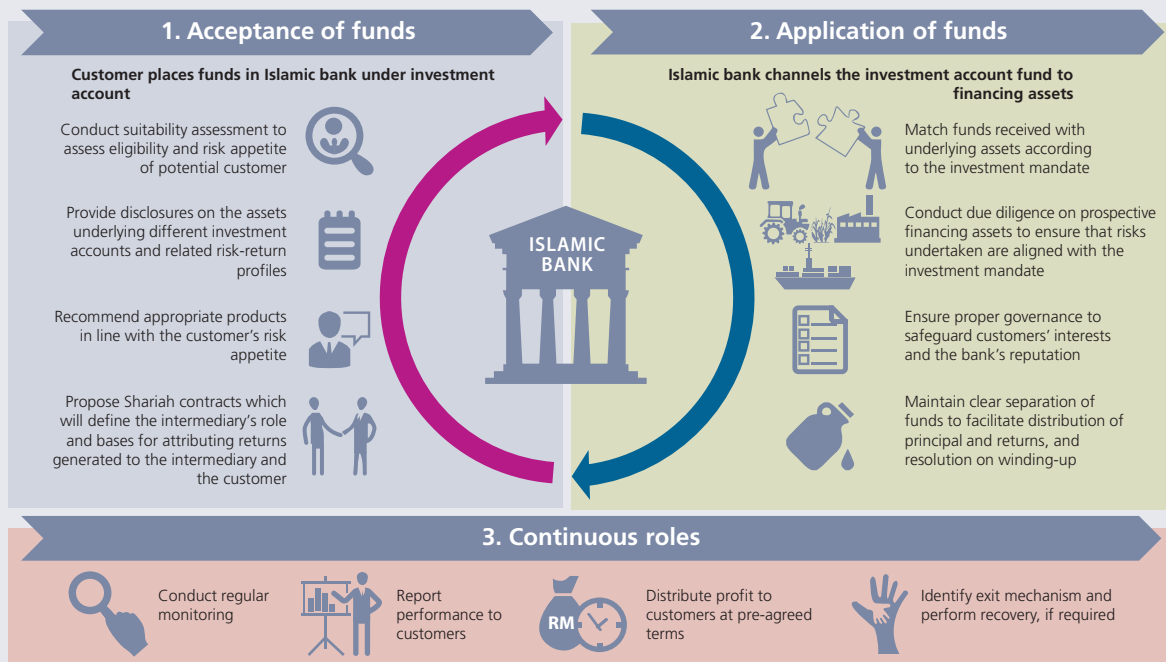 1. Acceptance of funds
Customer places funds in Islamic bank under investment
account
Conduct suitability assessment to
assess eligibility and risk appetite
of potential customer
Provide disclosures on the assets
underlying different investment
accounts and related risk-return
profiles
Recommend appropriate products
in line with the customer's risk
appetite
Propose Shariah contracts which
will define the intermediary's role
and bases for attributing returns
generated to the intermediary and
the customer
ISLAMIC
BANK
2. Application of funds
Islamic bank channels the investment account fund to
financing assets
Match funds received with
underlying assets according
to the investment mandate
Conduct due diligence on prospective
financing assets to ensure that risks
undertaken are aligned with the
investment mandate
Ensure proper governance to
safeguard customers' interests
and the bank's reputation
Maintain clear separation of
funds to facilitate distribution of
principal and returns, and
resolution on winding-up
3. Continuous roles
Conduct regular
monitoring
Report
performance to
customers
RM
Distribute profit to
customers at pre-agreed
terms
Identify exit mechanism and
perform recovery, if required